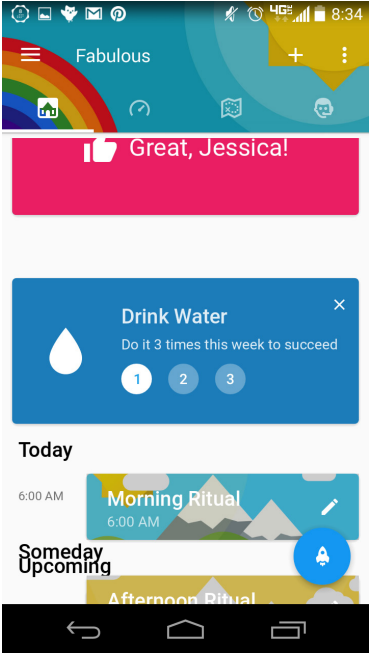 4G 8:34
Fabulous
Great, Jessica!
Drink Water
Do it 3 times this week to succeed
1 2 3
Today
6:00 AM
Morning Ritual
6:00 AM
Someday
Upcoming
Afternoon Ritual